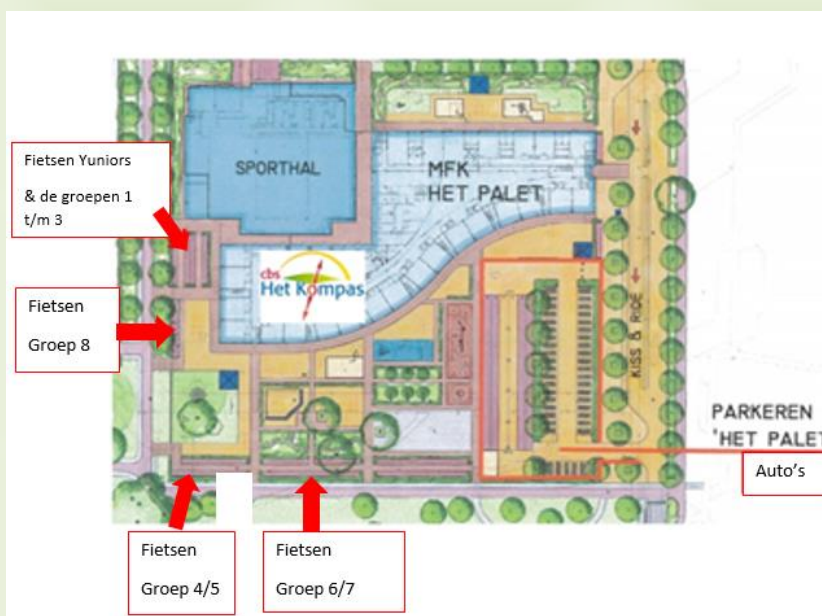 SPORTHAL
MFK
HET PALET
Fietsen Yuniors
& de groepen 1
t/m 3
cbs
Het Kompas
Fietsen
Groep 8
KISS & RIDE
PARKEREN
'HET PALET
Auto's
Fietsen
Groep 4/5
Fietsen
Groep 6/7